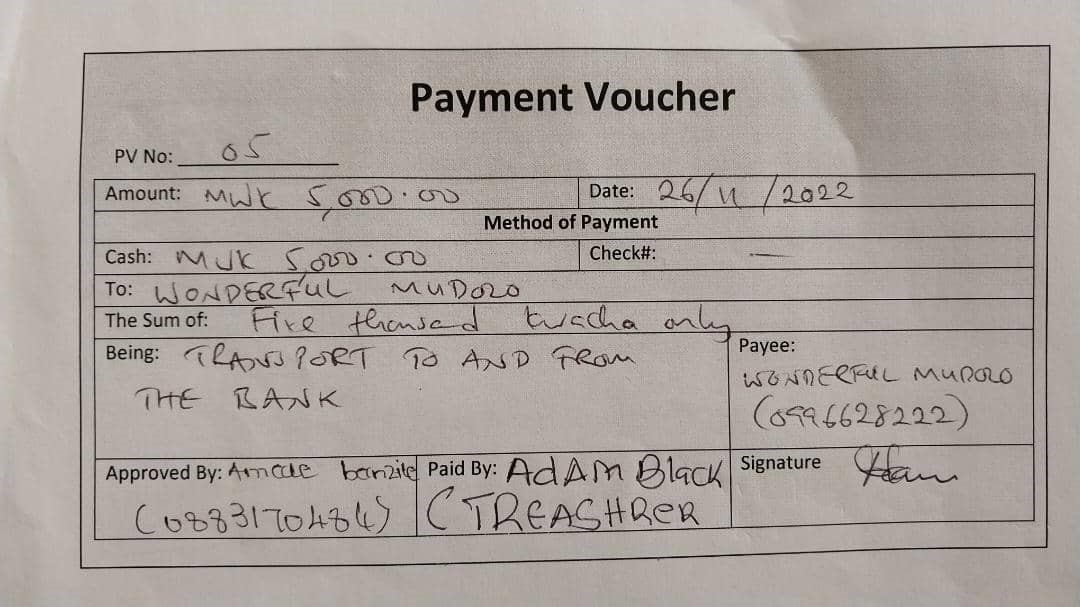 Payment Voucher
PV No: 05
Amount: MWK 5,000.00 Date: 26/11/2022
Method of Payment
Cash: MWK 5,000.00 Check#: —
To: WONDERFUL MUDOLO
The Sum of: Five thousand kwacha only
Being: TRANSPORT TO AND FROM
THE BANK
Payee:
WONDERFUL MUDOLO
(0996628222)
Approved By: banzile
(0883170484)
Paid By: AdAM Black
(TREASHRER
Signature